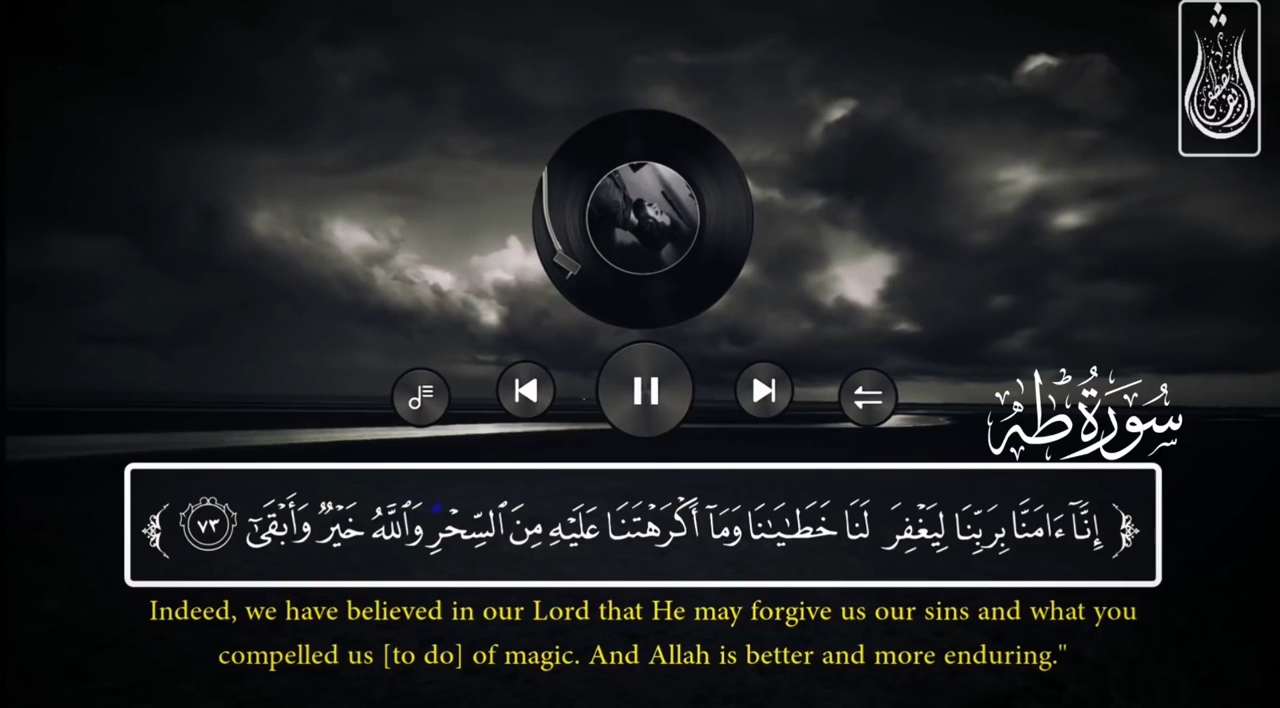 سُورَةُ طه
إِنَّآ ءَامَنَّا بِرَبِّنَا لِيَغْفِرَ لَنَا خَطَـٰيَـٰنَا وَمَآ أَكْرَهْتَنَا عَلَيْهِ مِنَ ٱلسِّحْرِ وَٱللَّهُ خَيْرٌ وَأَبْقَىٰٓ ٧٣
Indeed, we have believed in our Lord that He may forgive us our sins and what you
compelled us [to do] of magic. And Allah is better and more enduring."